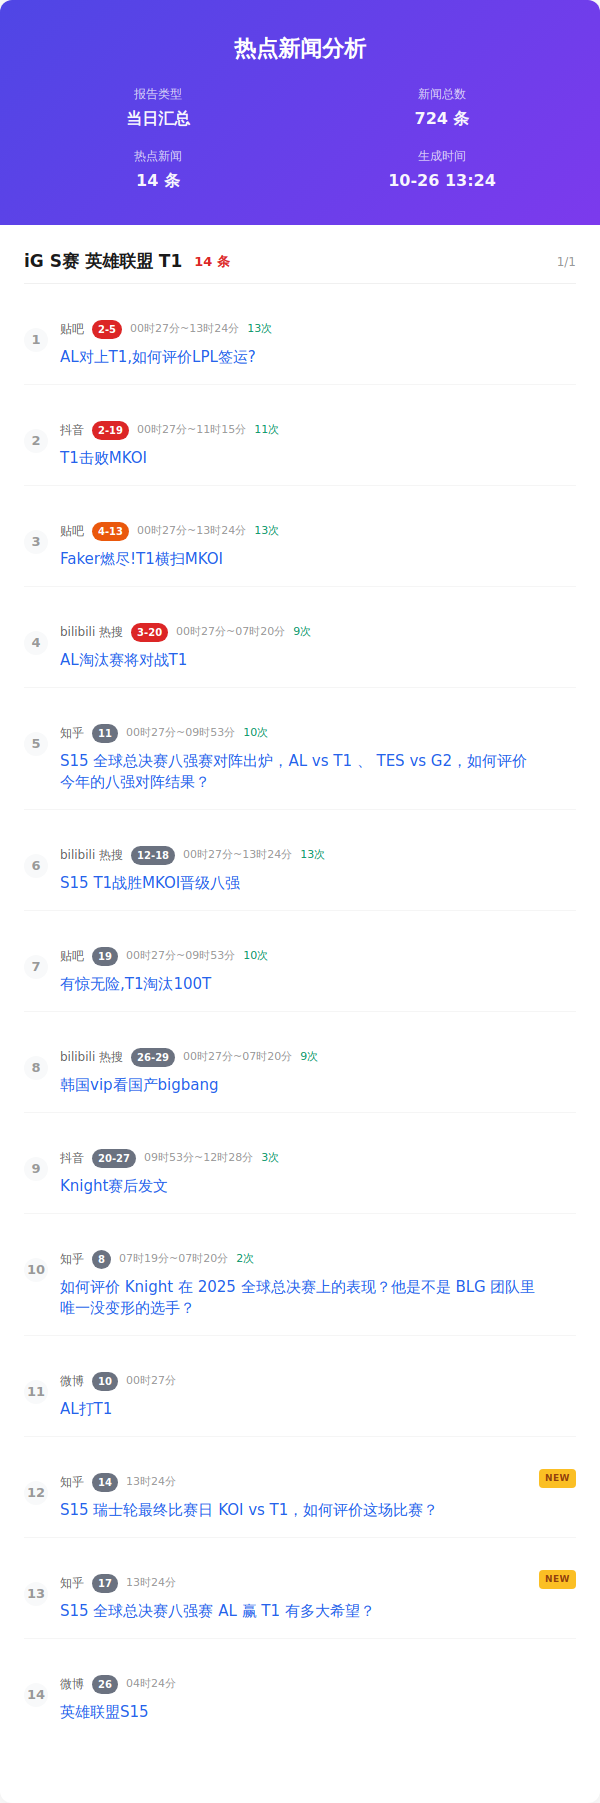 热点新闻分析
报告类型
当日汇总
新闻总数
724 条
热点新闻
14 条
生成时间
10-26 13:24
iG S赛 英雄联盟 T1 14 条 1/1
1 贴吧 2-5 00时27分~13时24分 13次
AL对上T1,如何评价LPL签运?
2 抖音 2-19 00时27分~11时15分 11次
T1击败MKOI
3 贴吧 4-13 00时27分~13时24分 13次
Faker燃尽!T1横扫MKOI
4 bilibili 热搜 3-20 00时27分~07时20分 9次
AL淘汰赛将对战T1
5 知乎 11 00时27分~09时53分 10次
S15 全球总决赛八强赛对阵出炉，AL vs T1 、 TES vs G2，如何评价
今年的八强对阵结果？
6 bilibili 热搜 12-18 00时27分~13时24分 13次
S15 T1战胜MKOI晋级八强
7 贴吧 19 00时27分~09时53分 10次
有惊无险,T1淘汰100T
8 bilibili 热搜 26-29 00时27分~07时20分 9次
韩国vip看国产bigbang
9 抖音 20-27 09时53分~12时28分 3次
Knight赛后发文
10 知乎 8 07时19分~07时20分 2次
如何评价 Knight 在 2025 全球总决赛上的表现？他是不是 BLG 团队里
唯一没变形的选手？
11 微博 10 00时27分
AL打T1
12 知乎 14 13时24分 NEW
S15 瑞士轮最终比赛日 KOI vs T1，如何评价这场比赛？
13 知乎 17 13时24分 NEW
S15 全球总决赛八强赛 AL 赢 T1 有多大希望？
14 微博 26 04时24分
英雄联盟S15